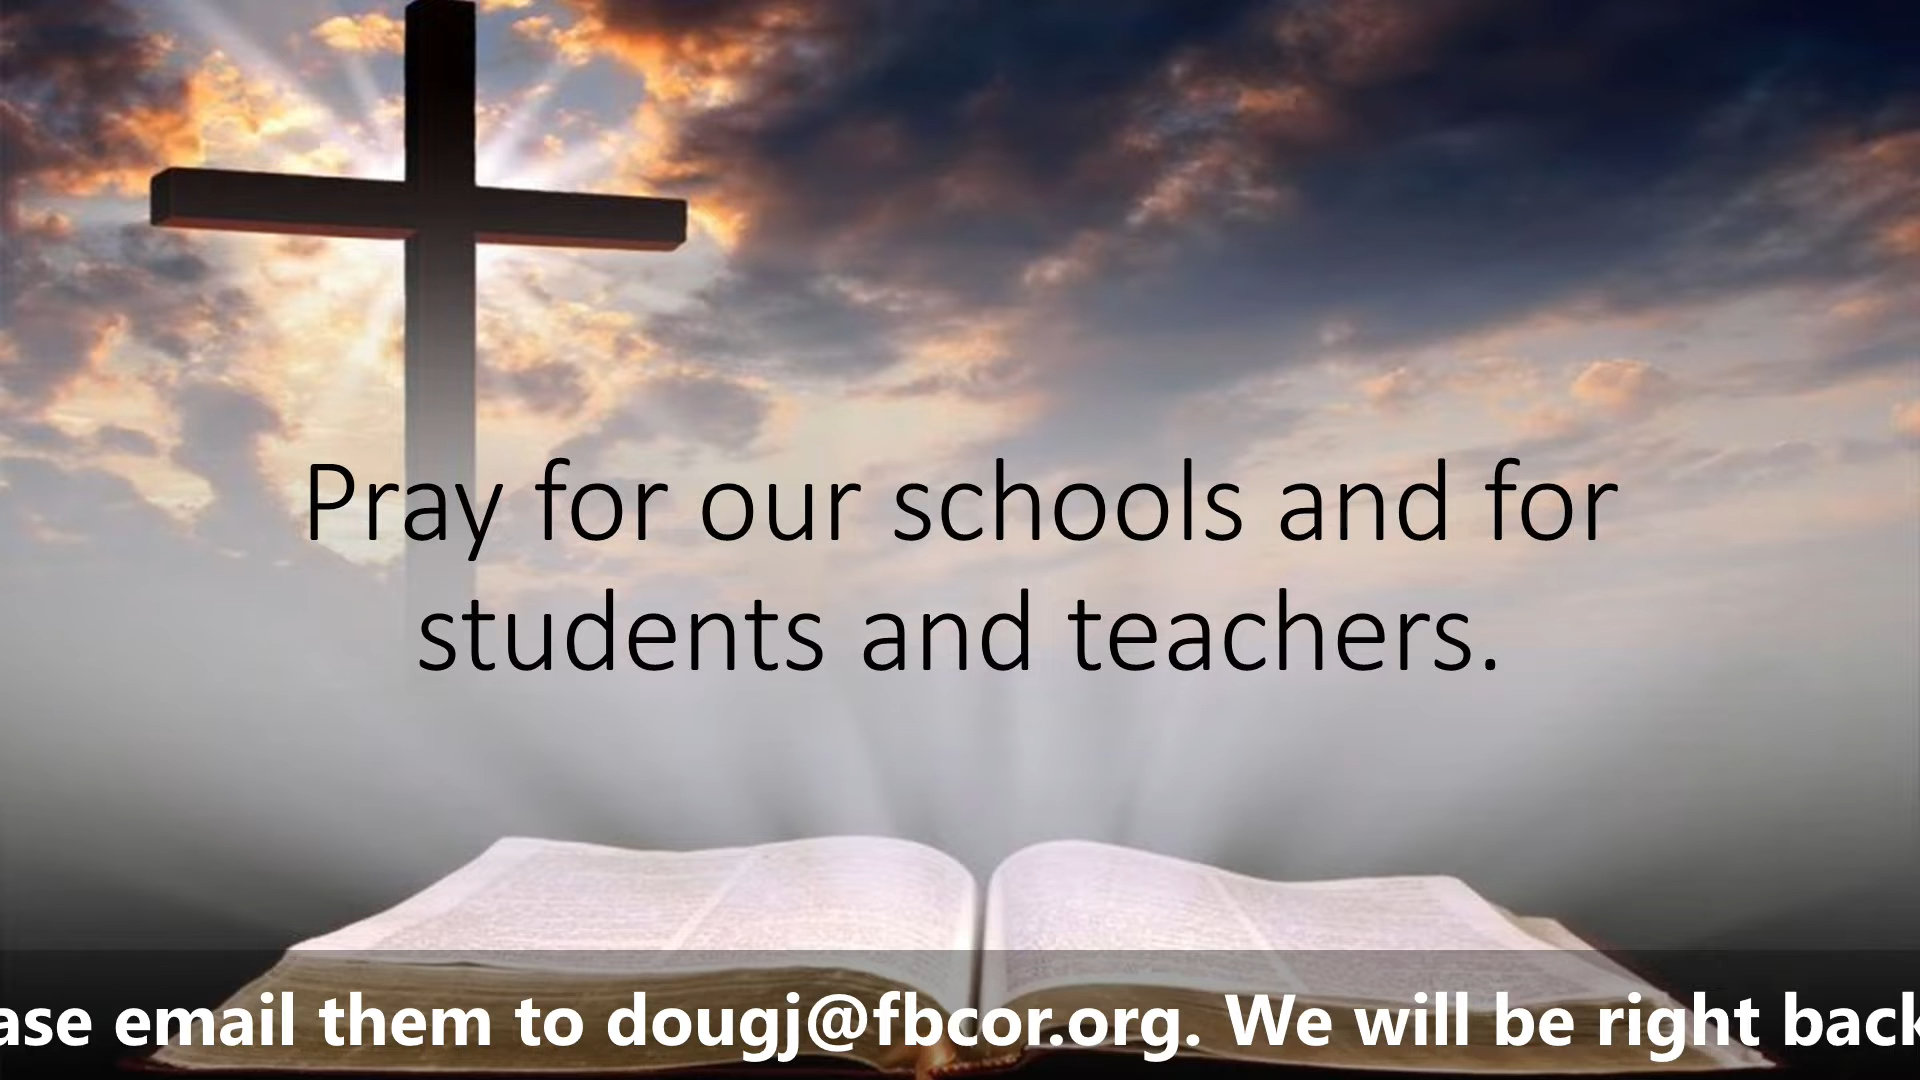 Pray for our schools and for
students and teachers.
ase email them to dougj@fbcor.org. We will be right back